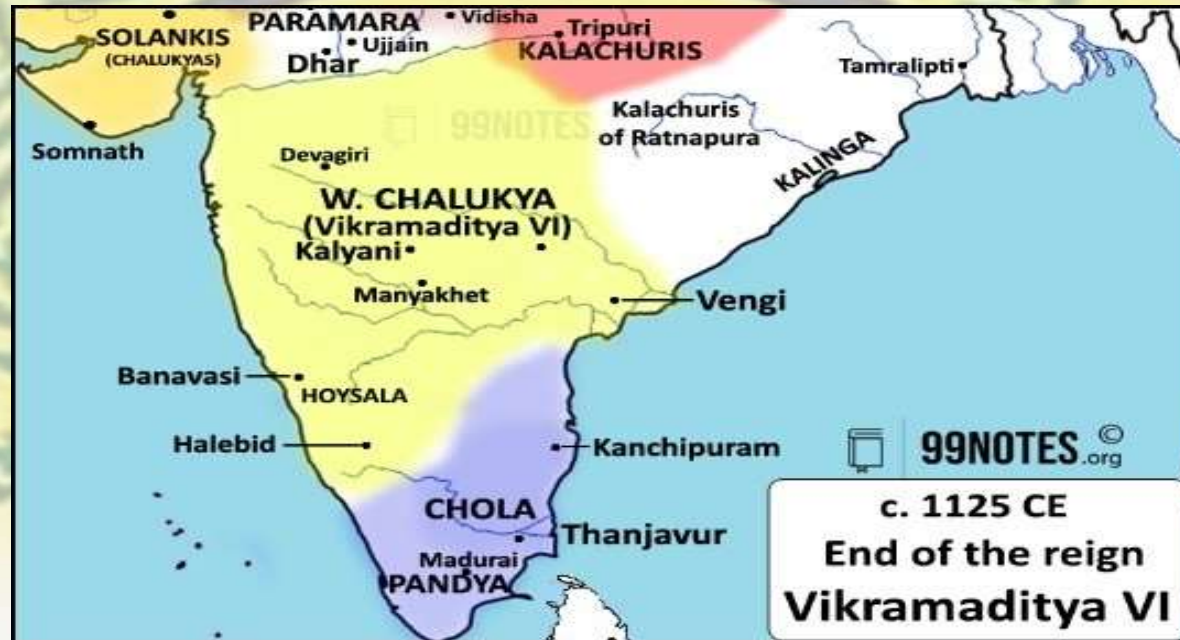 PARAMARA
Vidisha
SOLANKIS
(CHALUKYAS)
Ujjain
Dhar
Tripuri
KALACHURIS
Tamralipti
Somnath
99NOTES
Kalachuris
of Ratnapura
KALINGA
Devagiri
W. CHALUKYA
(Vikramaditya VI)
Kalyani
Manyakhet
Vengi
Banavasi
HOYSALA
Halebid
Kanchipuram
99NOTES.org ©
CHOLA
Thanjavur
Madurai
PANDYA
c. 1125 CE
End of the reign
Vikramaditya VI